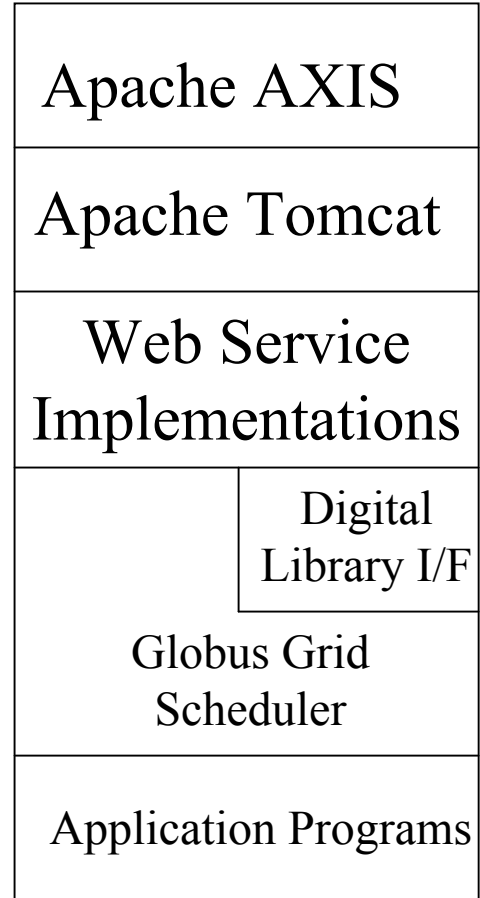 Apache AXIS
Apache Tomcat
Web Service
Implementations
Digital
Library I/F
Globus Grid
Scheduler
Application Programs